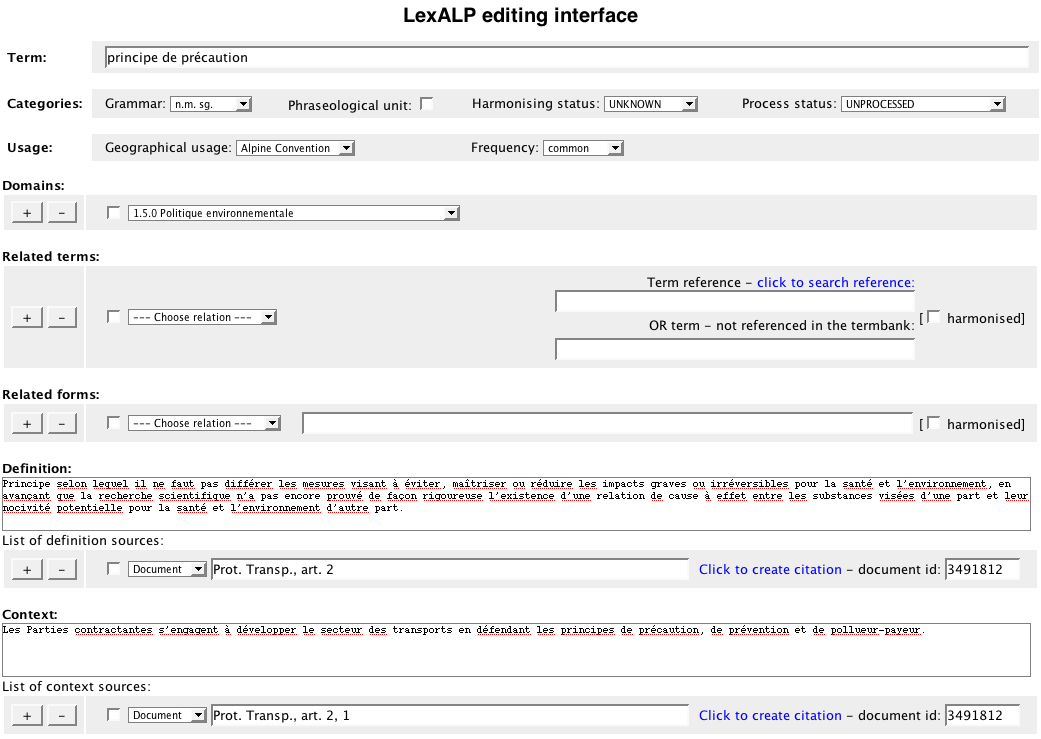 LexALP editing interface
Term: principe de précaution
Categories: Grammar: n.m. sg. Phraseological unit: Harmonising status: UNKNOWN Process status: UNPROCESSED
Usage: Geographical usage: Alpine Convention Frequency: common
Domains:
+ - 1.5.0 Politique environnementale
Related terms:
Term reference - click to search reference:
+ - --- Choose relation --- [ harmonised]
OR term - not referenced in the termbank:
Related forms:
+ - --- Choose relation --- [ harmonised]
Definition:
Principe selon lequel il ne faut pas différer les mesures visant à éviter, maîtriser ou réduire les impacts graves ou irréversibles pour la santé et l'environnement, en
avançant que la recherche scientifique n'a pas encore prouvé de façon rigoureuse l'existence d'une relation de cause à effet entre les substances visées d'une part et leur
nocivité potentielle pour la santé et l'environnement d'autre part.
List of definition sources:
+ - Document Prot. Transp., art. 2 Click to create citation - document id: 3491812
Context:
Les Parties contractantes s'engagent à développer le secteur des transports en défendant les principes de précaution, de prévention et de pollueur-payeur.
List of context sources:
+ - Document Prot. Transp., art. 2, 1 Click to create citation - document id: 3491812